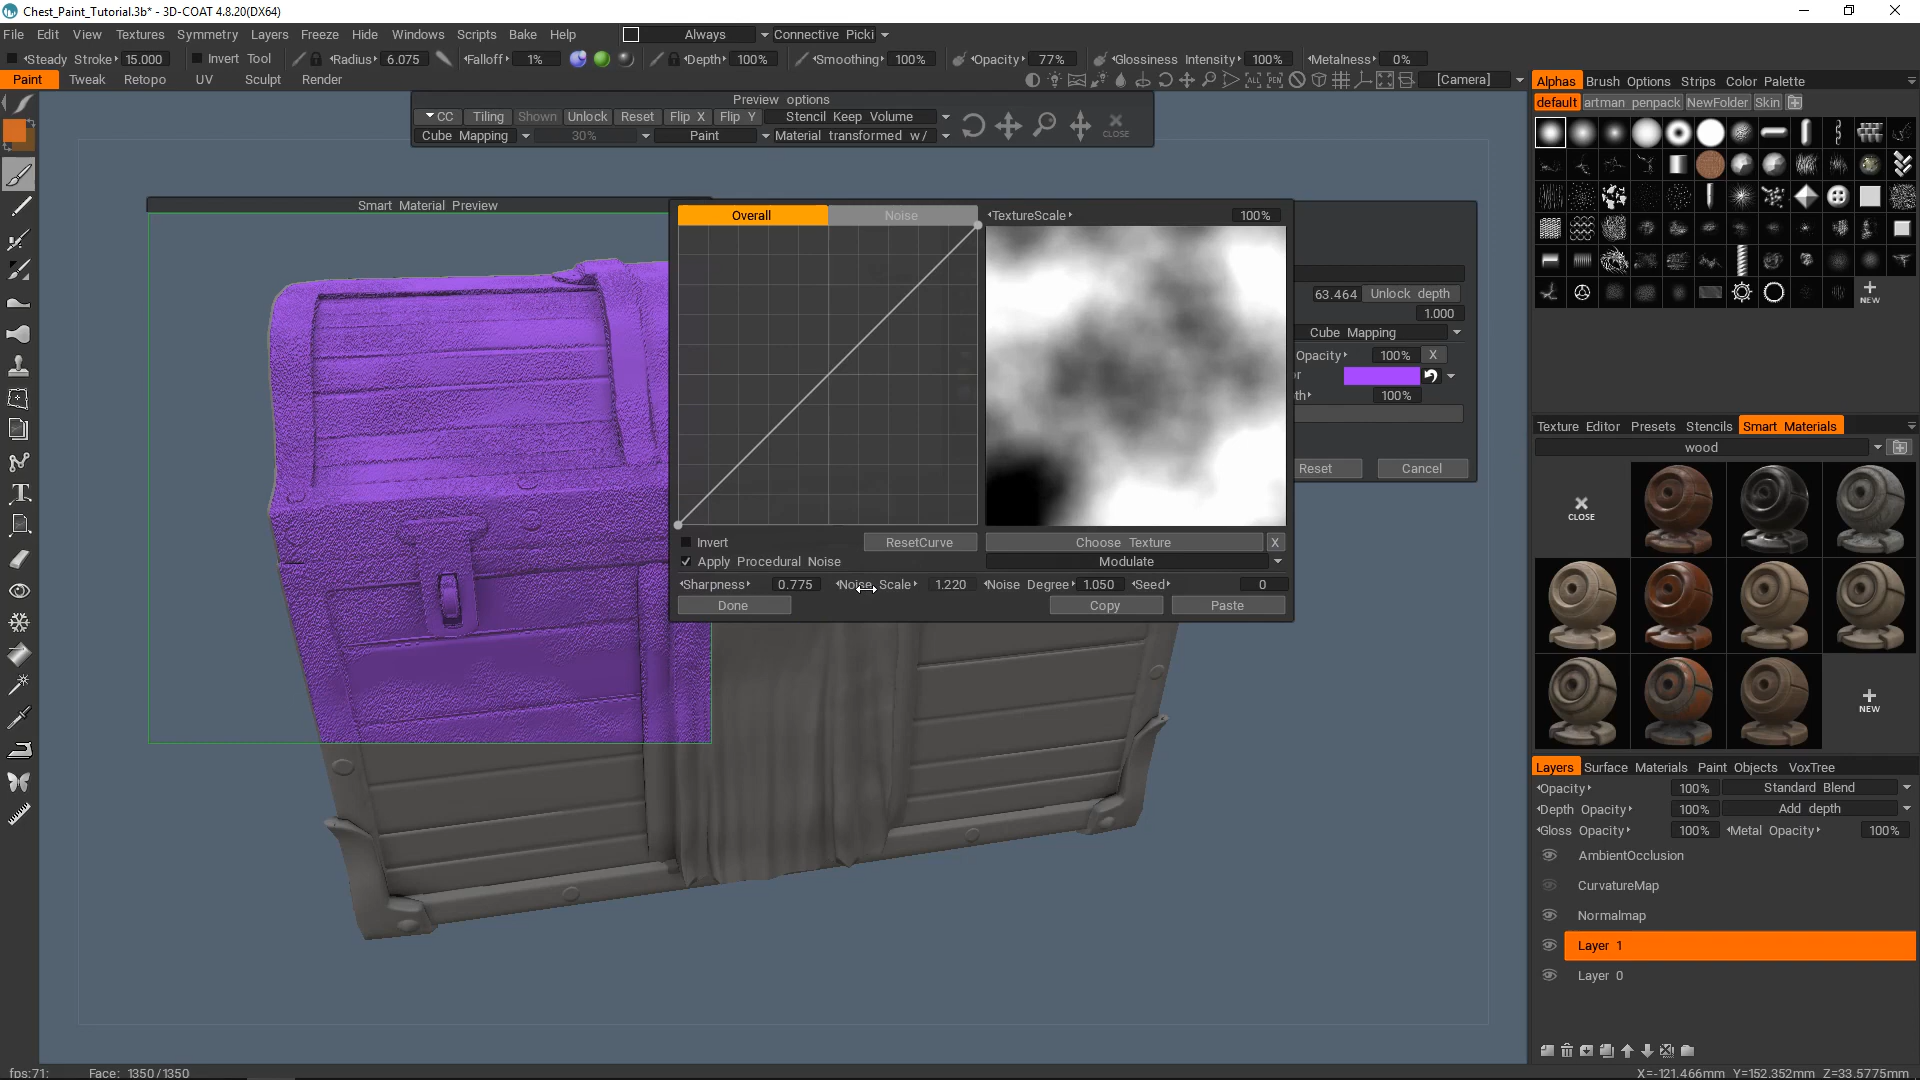 Chest_Paint_Tutorial.3b* - 3D-COAT 4.8.20(DX64)
File Edit View Textures Symmetry Layers Freeze Hide Windows Scripts Bake Help Always Connective Picki
Steady Stroke 15.000 Invert Tool Radius 6.075 Falloff 1% Depth 100% Smoothing 100% Opacity 77% Glossiness Intensity 100% Metalness 0%
Paint Tweak Retopo UV Sculpt Render [Camera]
Alphas Brush Options Strips Color Palette
default artman penpack NewFolder Skin
NEW
Preview options
CC Tiling Shown Unlock Reset Flip X Flip Y Stencil Keep Volume
Cube Mapping 30% Paint Material transformed w/
CLOSE
Smart Material Preview
Overall Noise TextureScale 100%
63.464 Unlock depth
1.000
Cube Mapping
Opacity 100% X
r
th 100%
Reset Cancel
Invert ResetCurve Choose Texture X
Apply Procedural Noise Modulate
Sharpness 0.775 Noise Scale 1.220 Noise Degree 1.050 Seed 0
Done Copy Paste
Texture Editor Presets Stencils Smart Materials
wood
CLOSE
NEW
Layers Surface Materials Paint Objects VoxTree
Opacity 100% Standard Blend
Depth Opacity 100% Add depth
Gloss Opacity 100% Metal Opacity 100%
AmbientOcclusion
CurvatureMap
Normalmap
Layer 1
Layer 0
fps:71; Face: 1350/1350 X=-121.466mm Y=152.352mm Z=33.5775mm